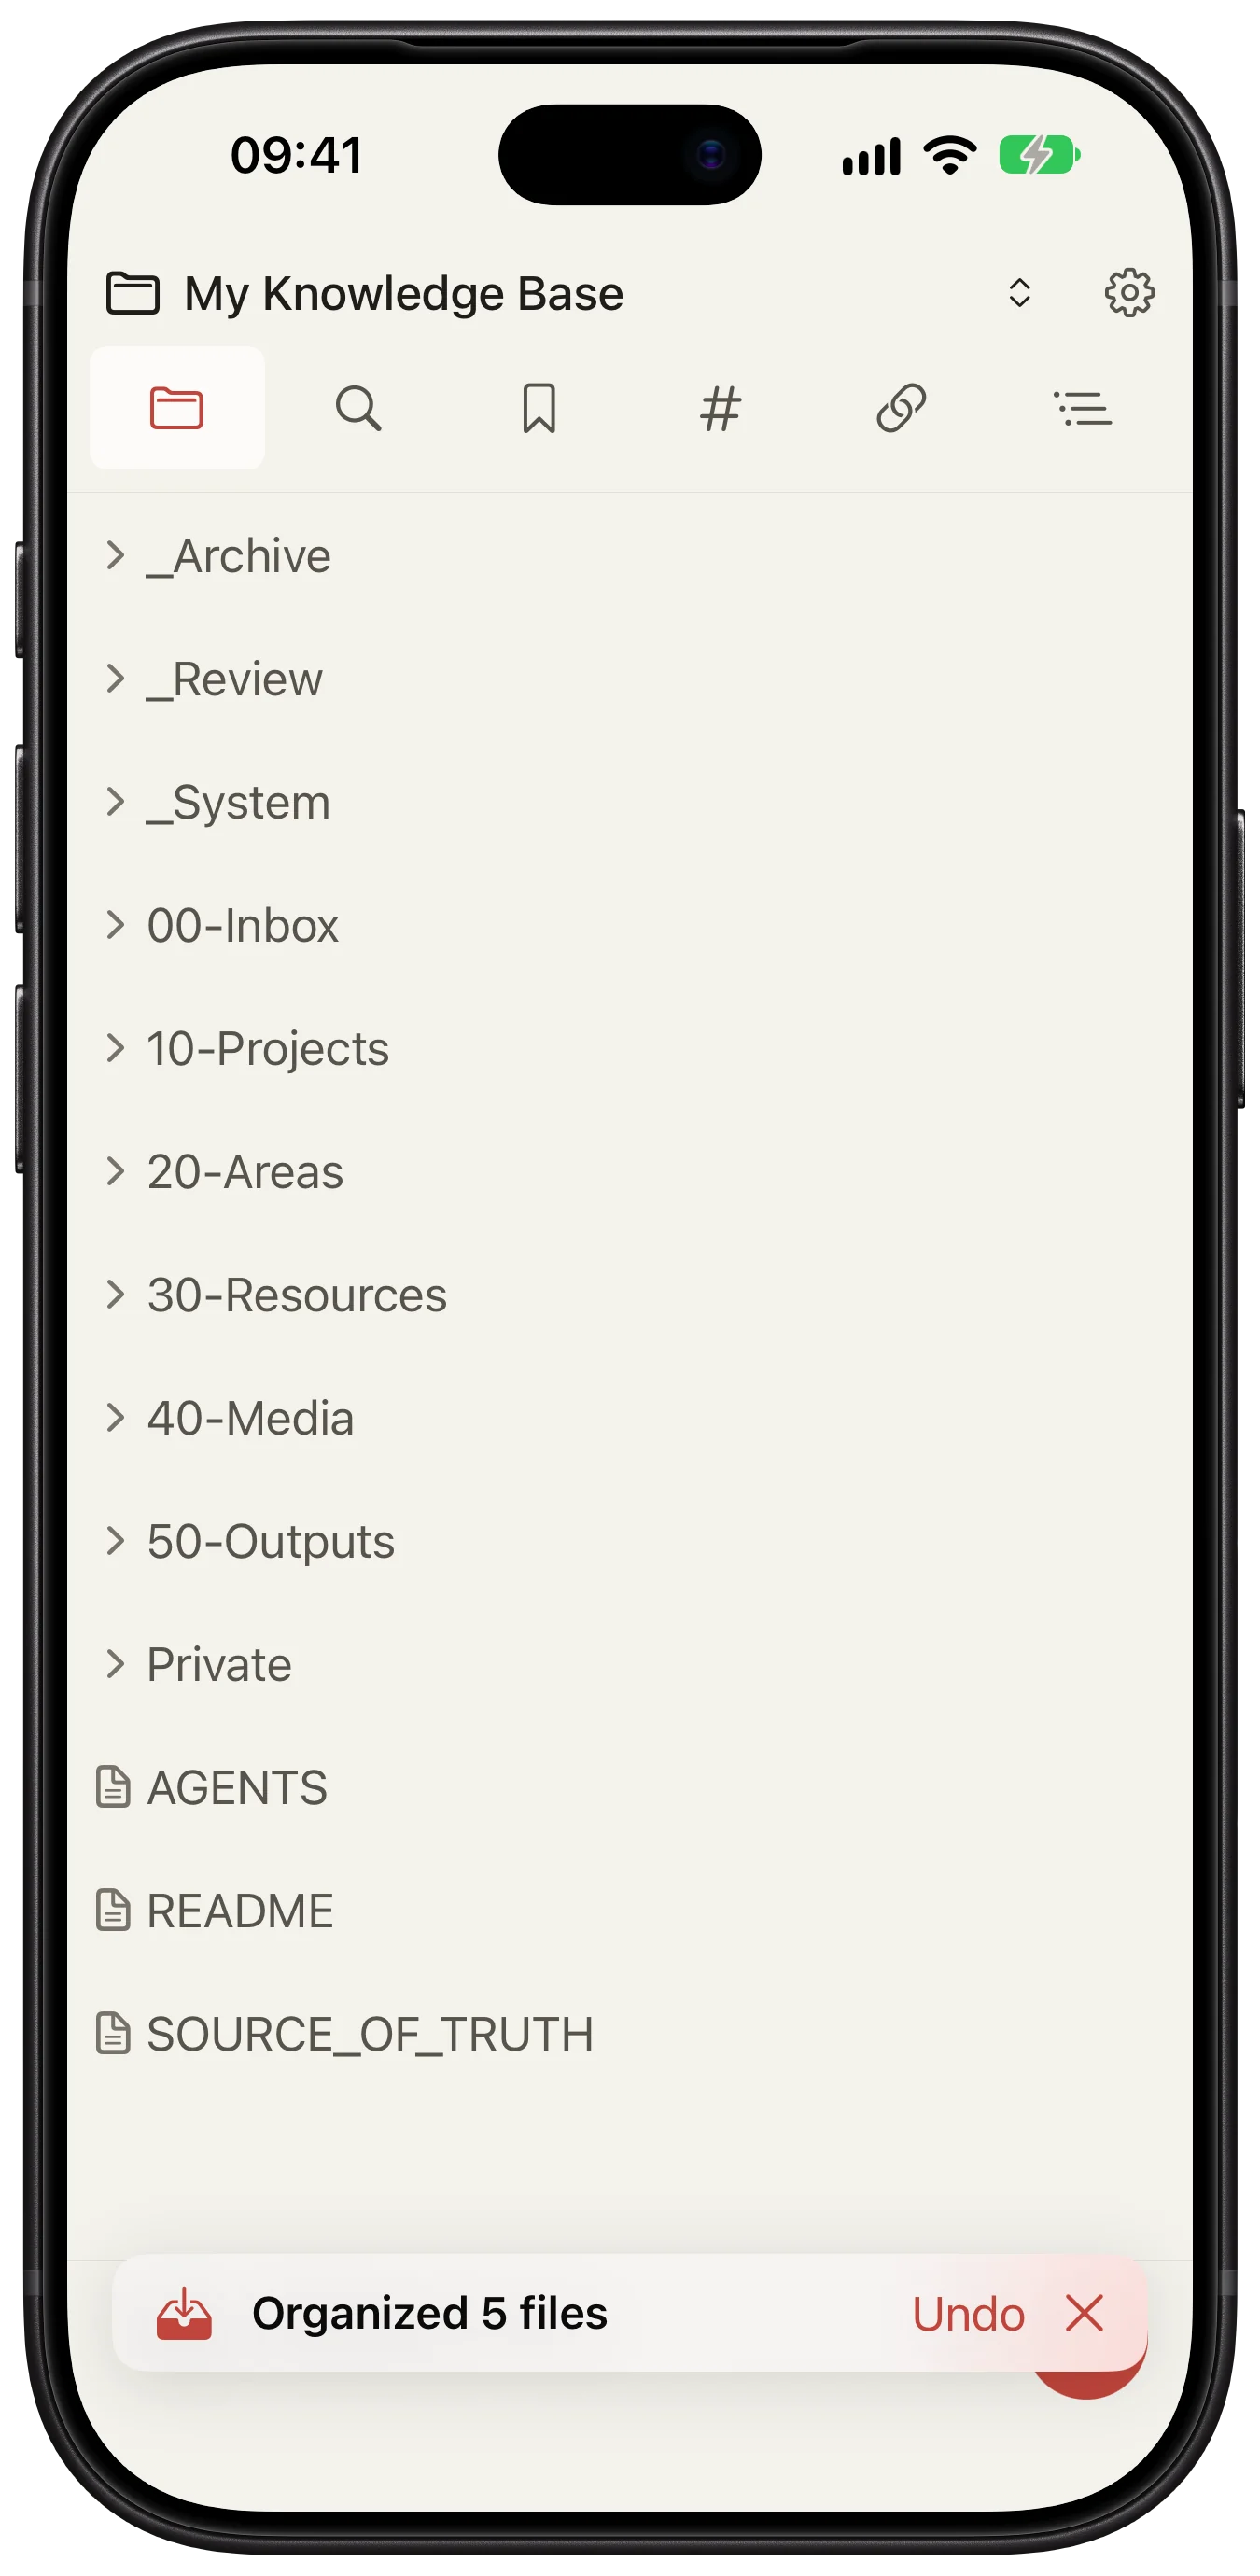 09:41
My Knowledge Base
#
_Archive
_Review
_System
00-Inbox
10-Projects
20-Areas
30-Resources
40-Media
50-Outputs
Private
AGENTS
README
SOURCE_OF_TRUTH
Organized 5 files Undo